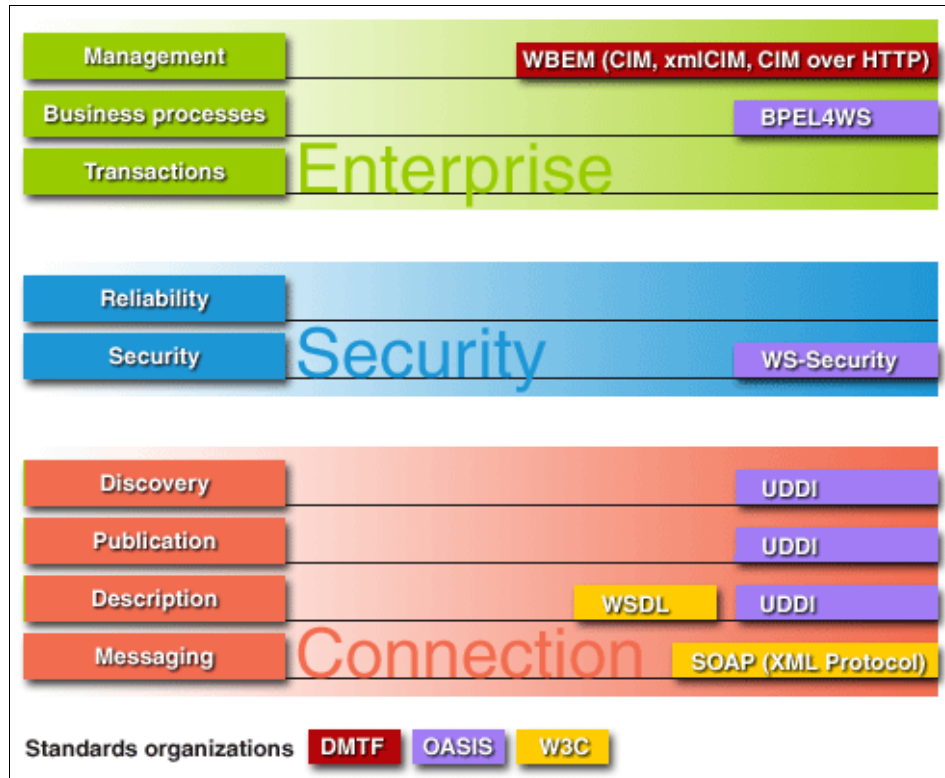 Management
WBEM (CIM, xmlCIM, CIM over HTTP)
Business processes
BPEL4WS
Transactions
Enterprise
Reliability
Security
Security
WS-Security
Discovery
UDDI
Publication
UDDI
Description
WSDL
UDDI
Messaging
Connection
SOAP (XML Protocol)
Standards organizations
DMTF
OASIS
W3C